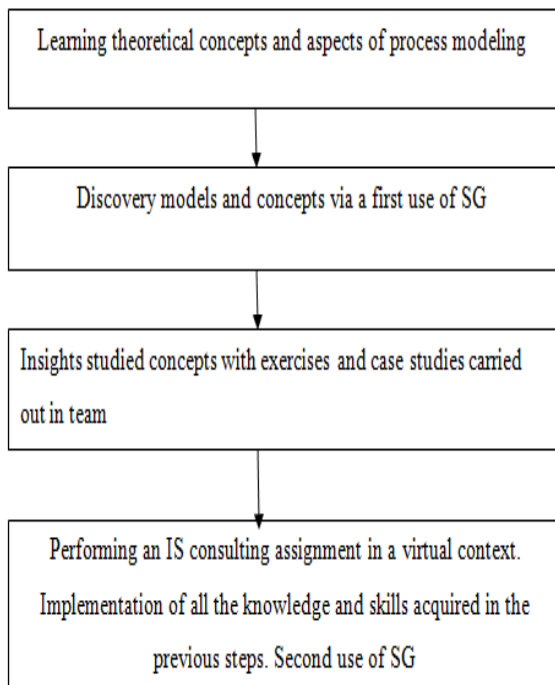 Learning theoretical concepts and aspects of process modeling
Discovery models and concepts via a first use of SG
Insights studied concepts with exercises and case studies carried
out in team
Performing an IS consulting assignment in a virtual context.
Implementation of all the knowledge and skills acquired in the
previous steps. Second use of SG